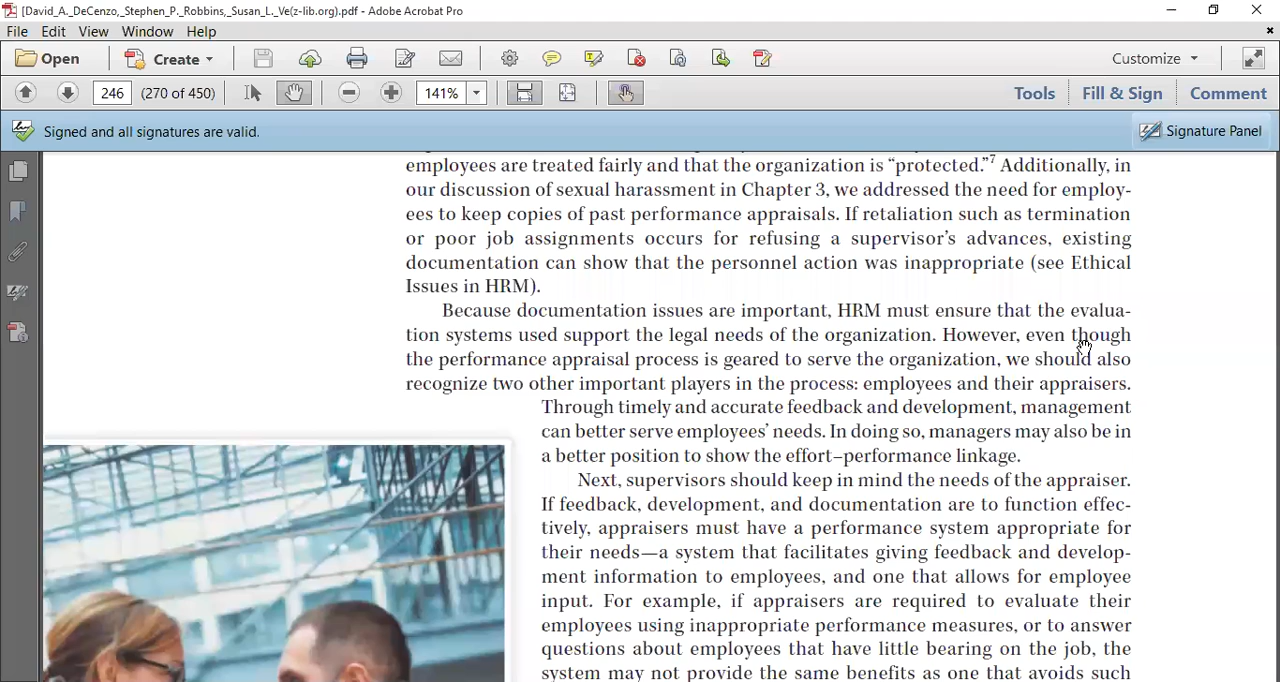 [David_A._DeCenzo,_Stephen_P._Robbins,_Susan_L._Ve(z-lib.org).pdf - Adobe Acrobat Pro
File Edit View Window Help
Open Create Customize
246 (270 of 450) 141% Tools Fill & Sign Comment
Signed and all signatures are valid. Signature Panel
employees are treated fairly and that the organization is “protected.”7 Additionally, in
our discussion of sexual harassment in Chapter 3, we addressed the need for employ-
ees to keep copies of past performance appraisals. If retaliation such as termination
or poor job assignments occurs for refusing a supervisor’s advances, existing
documentation can show that the personnel action was inappropriate (see Ethical
Issues in HRM).
Because documentation issues are important, HRM must ensure that the evalua-
tion systems used support the legal needs of the organization. However, even though
the performance appraisal process is geared to serve the organization, we should also
recognize two other important players in the process: employees and their appraisers.
Through timely and accurate feedback and development, management
can better serve employees’ needs. In doing so, managers may also be in
a better position to show the effort–performance linkage.
Next, supervisors should keep in mind the needs of the appraiser.
If feedback, development, and documentation are to function effec-
tively, appraisers must have a performance system appropriate for
their needs—a system that facilitates giving feedback and develop-
ment information to employees, and one that allows for employee
input. For example, if appraisers are required to evaluate their
employees using inappropriate performance measures, or to answer
questions about employees that have little bearing on the job, the
system may not provide the same benefits as one that avoids such